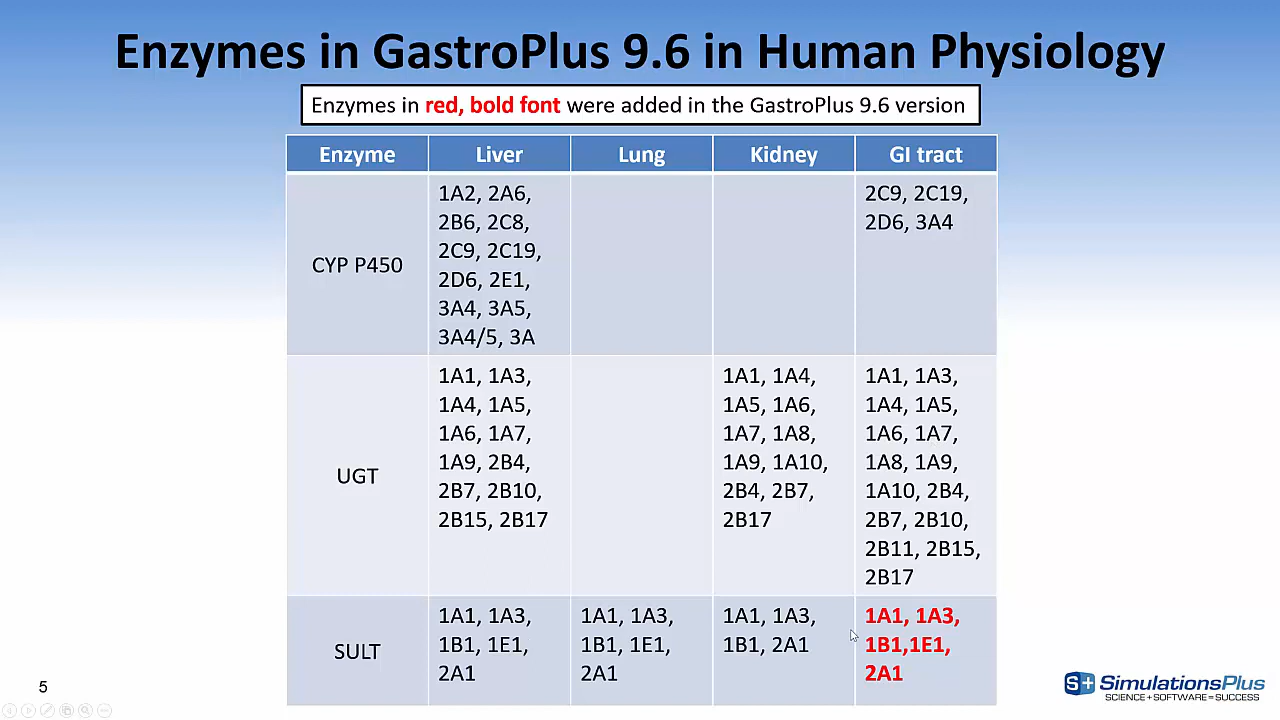 Enzymes in GastroPlus 9.6 in Human Physiology
Enzymes in red, bold font were added in the GastroPlus 9.6 version
Enzyme Liver Lung Kidney GI tract
CYP P450
1A2, 2A6,
2B6, 2C8,
2C9, 2C19,
2D6, 2E1,
3A4, 3A5,
3A4/5, 3A
2C9, 2C19,
2D6, 3A4
UGT
1A1, 1A3,
1A4, 1A5,
1A6, 1A7,
1A9, 2B4,
2B7, 2B10,
2B15, 2B17
1A1, 1A4,
1A5, 1A6,
1A7, 1A8,
1A9, 1A10,
2B4, 2B7,
2B17
1A1, 1A3,
1A4, 1A5,
1A6, 1A7,
1A8, 1A9,
1A10, 2B4,
2B7, 2B10,
2B11, 2B15,
2B17
SULT
1A1, 1A3,
1B1, 1E1,
2A1
1A1, 1A3,
1B1, 1E1,
2A1
1A1, 1A3,
1B1, 2A1
1A1, 1A3,
1B1,1E1,
2A1
5
S+ SimulationsPlus
SCIENCE+SOFTWARE=SUCCESS